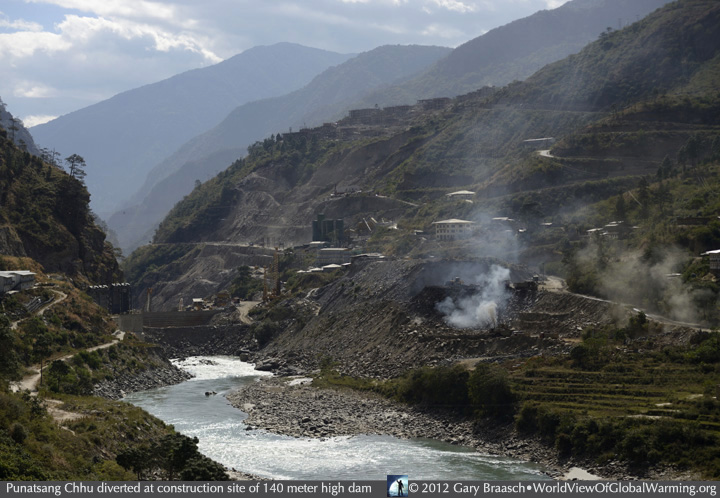 Punatsang Chhu diverted at construction site of 140 meter high dam © 2012 Gary Braasch•WorldViewOfGlobalWarming.org